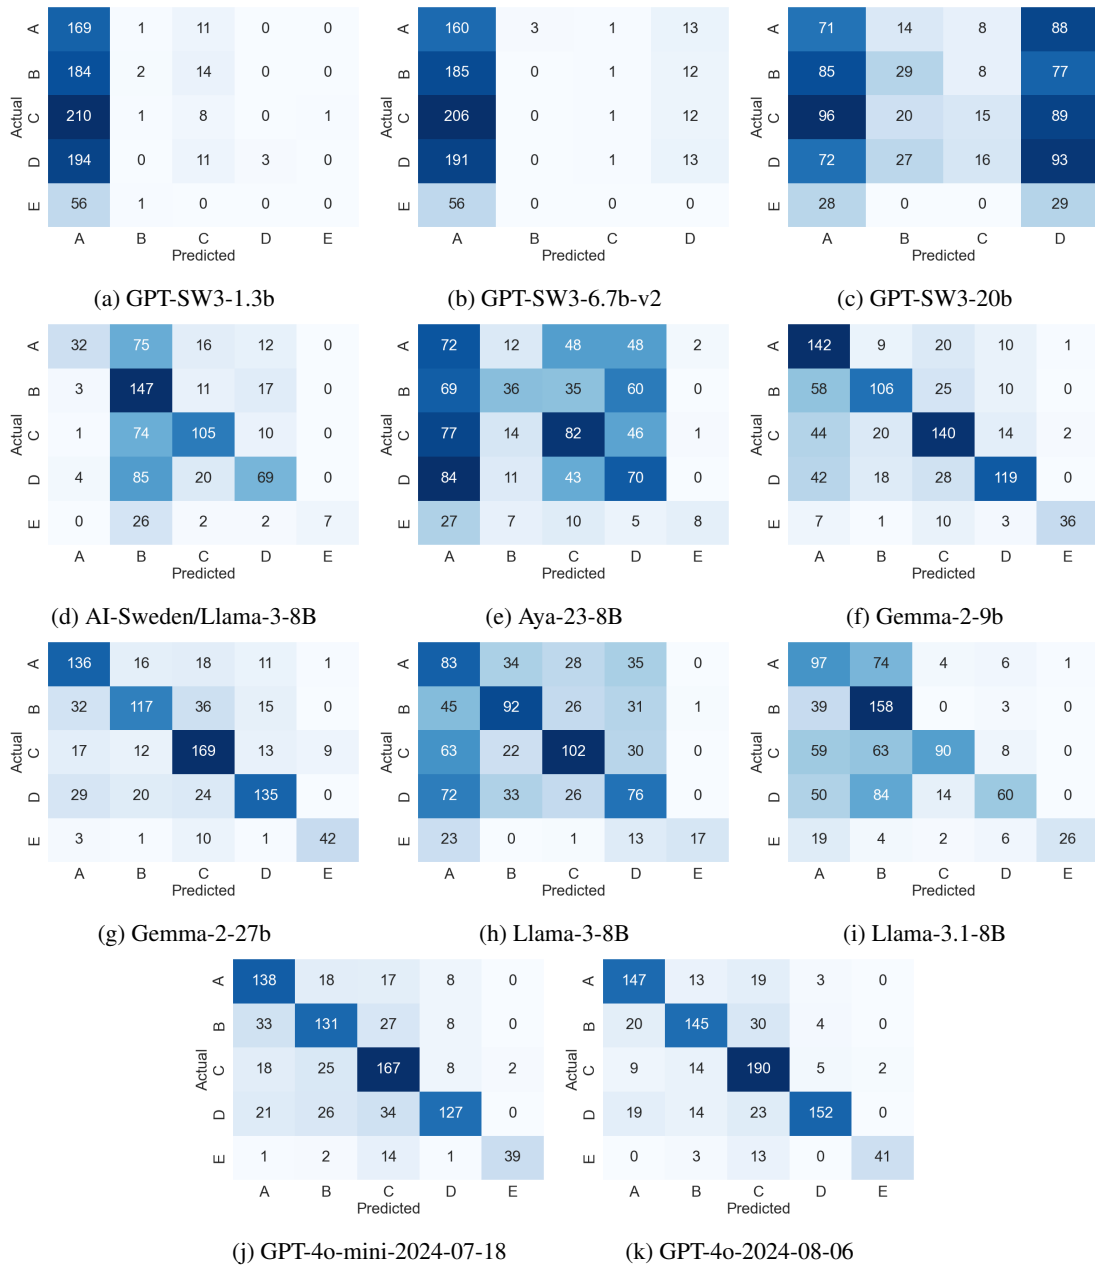 A 169 1 11 0 0
B 184 2 14 0 0
C 210 1 8 0 1
D 194 0 11 3 0
E 56 1 0 0 0
Actual
A B C D E
Predicted
(a) GPT-SW3-1.3b
A 160 3 1 13
B 185 0 1 12
C 206 0 1 12
D 191 0 1 13
E 56 0 0 0
Actual
A B C D
Predicted
(b) GPT-SW3-6.7b-v2
A 71 14 8 88
B 85 29 8 77
C 96 20 15 89
D 72 27 16 93
E 28 0 0 29
Actual
A B C D
Predicted
(c) GPT-SW3-20b
A 32 75 16 12 0
B 3 147 11 17 0
C 1 74 105 10 0
D 4 85 20 69 0
E 0 26 2 2 7
Actual
A B C D E
Predicted
(d) AI-Sweden/Llama-3-8B
A 72 12 48 48 2
B 69 36 35 60 0
C 77 14 82 46 1
D 84 11 43 70 0
E 27 7 10 5 8
Actual
A B C D E
Predicted
(e) Aya-23-8B
A 142 9 20 10 1
B 58 106 25 10 0
C 44 20 140 14 2
D 42 18 28 119 0
E 7 1 10 3 36
Actual
A B C D E
Predicted
(f) Gemma-2-9b
A 136 16 18 11 1
B 32 117 36 15 0
C 17 12 169 13 9
D 29 20 24 135 0
E 3 1 10 1 42
Actual
A B C D E
Predicted
(g) Gemma-2-27b
A 83 34 28 35 0
B 45 92 26 31 1
C 63 22 102 30 0
D 72 33 26 76 0
E 23 0 1 13 17
Actual
A B C D E
Predicted
(h) Llama-3-8B
A 97 74 4 6 1
B 39 158 0 3 0
C 59 63 90 8 0
D 50 84 14 60 0
E 19 4 2 6 26
Actual
A B C D E
Predicted
(i) Llama-3.1-8B
A 138 18 17 8 0
B 33 131 27 8 0
C 18 25 167 8 2
D 21 26 34 127 0
E 1 2 14 1 39
Actual
A B C D E
Predicted
(j) GPT-4o-mini-2024-07-18
A 147 13 19 3 0
B 20 145 30 4 0
C 9 14 190 5 2
D 19 14 23 152 0
E 0 3 13 0 41
Actual
A B C D E
Predicted
(k) GPT-4o-2024-08-06